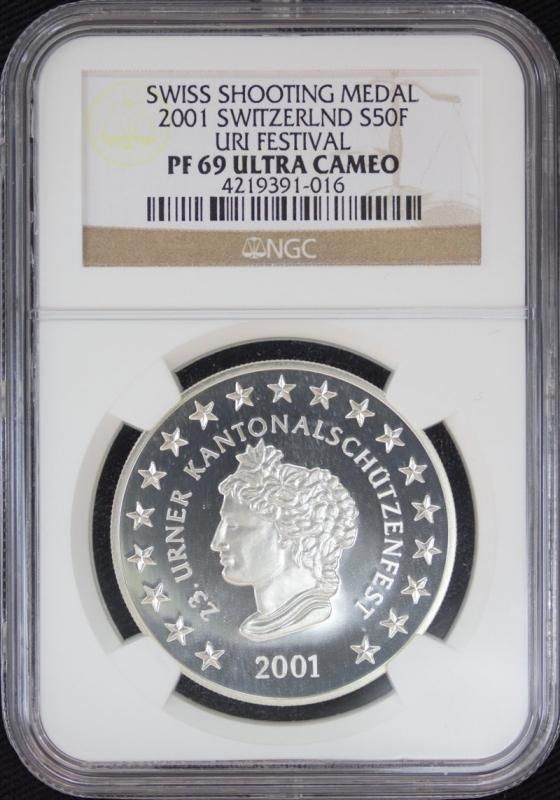 SWISS SHOOTING MEDAL
2001 SWITZERLND S50F
URI FESTIVAL
PF 69 ULTRA CAMEO
4219391-016
NGC
23. URNER KANTONALSCHÜTZENFEST
2001